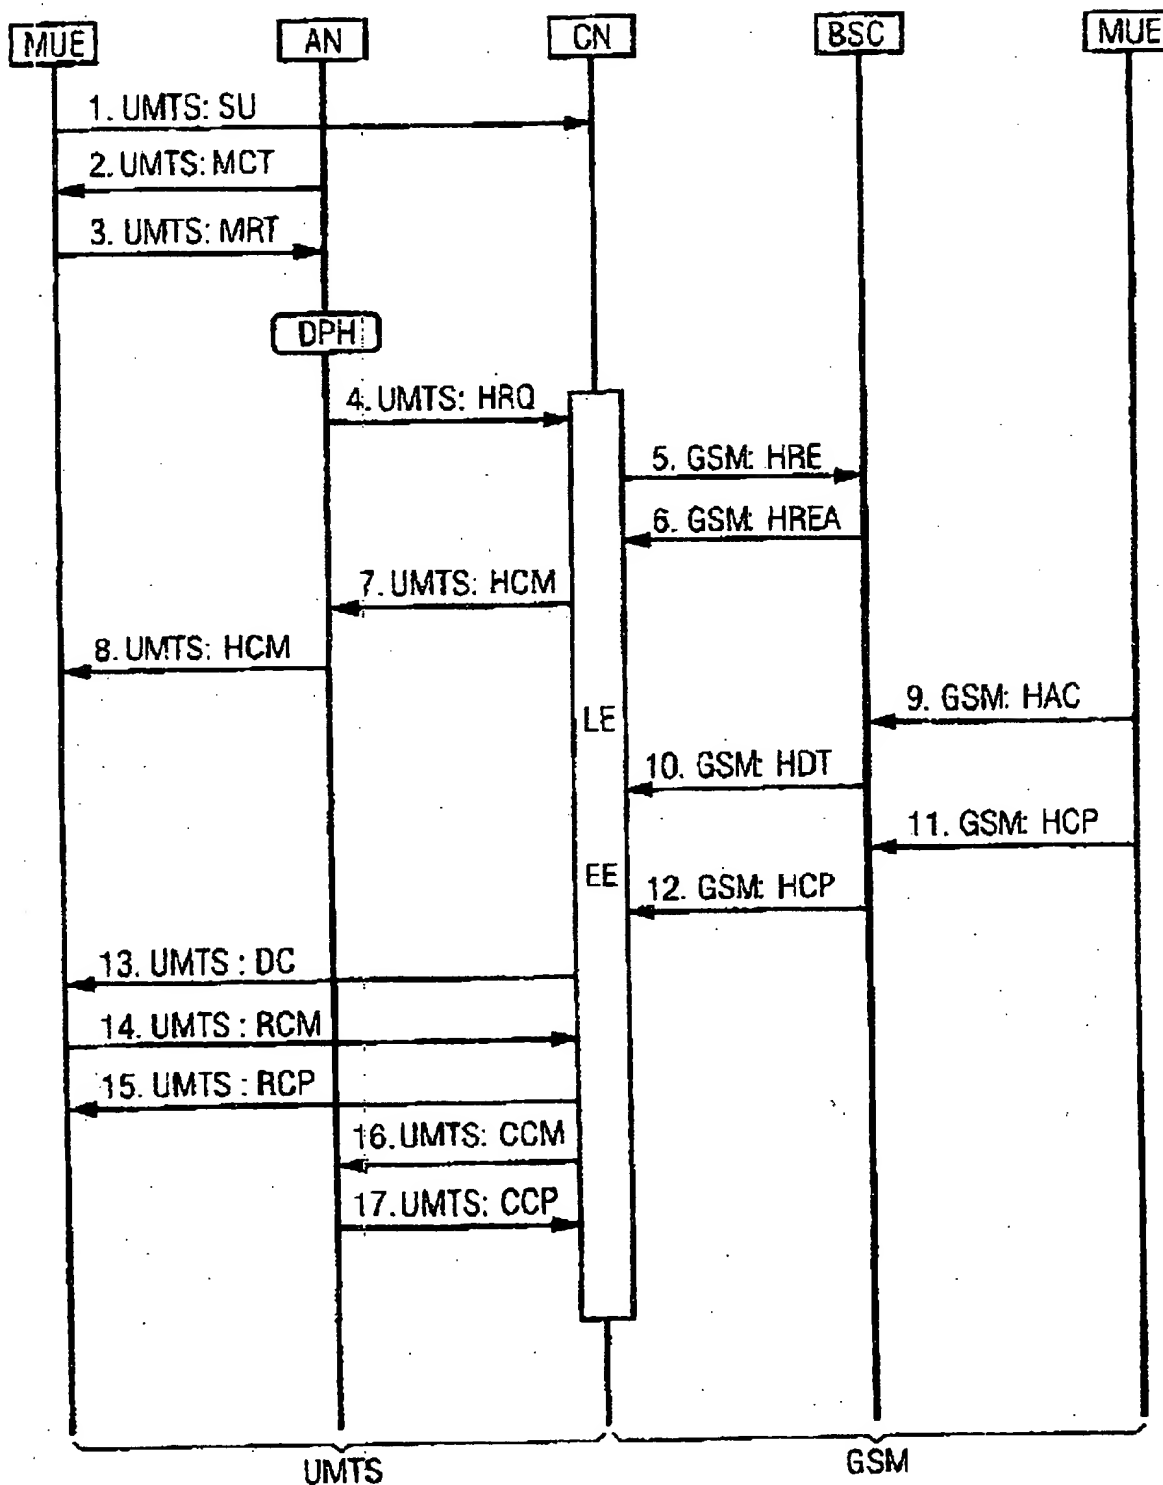 MUE AN CN BSC MUE
1. UMTS: SU
2. UMTS: MCT
3. UMTS: MRT
DPH
4. UMTS: HRQ
5. GSM: HRE
6. GSM: HREA
7. UMTS: HCM
8. UMTS: HCM
9. GSM: HAC
LE
10. GSM: HDT
11. GSM: HCP
EE
12. GSM: HCP
13. UMTS : DC
14. UMTS : RCM
15. UMTS : RCP
16. UMTS: CCM
17. UMTS: CCP
UMTS GSM